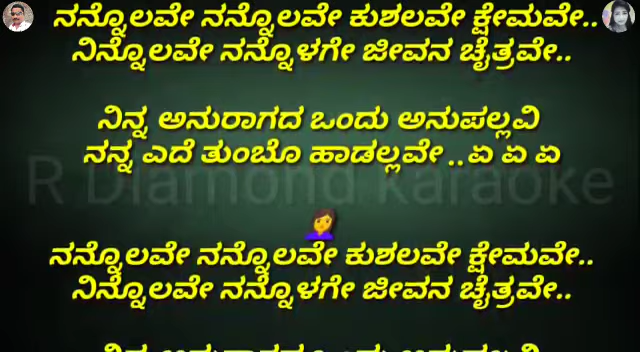 ನನ್ನೊಲವೇ ನನ್ನೊಲವೇ ಕುಶಲವೇ ಕ್ಷೇಮವೇ..
ನಿನ್ನೊಲವೇ ನನ್ನೊಳಗೇ ಜೀವನ ಚೈತ್ರವೇ..
ನಿನ್ನ ಅನುರಾಗದ ಒಂದು ಅನುಪಲ್ಲವಿ
ನನ್ನ ಎದೆ ತುಂಬೊ ಹಾಡಲ್ಲವೇ ..ಏ ಏ ಏ
R Diamond karaoke
ನನ್ನೊಲವೇ ನನ್ನೊಲವೇ ಕುಶಲವೇ ಕ್ಷೇಮವೇ..
ನಿನ್ನೊಲವೇ ನನ್ನೊಳಗೇ ಜೀವನ ಚೈತ್ರವೇ..